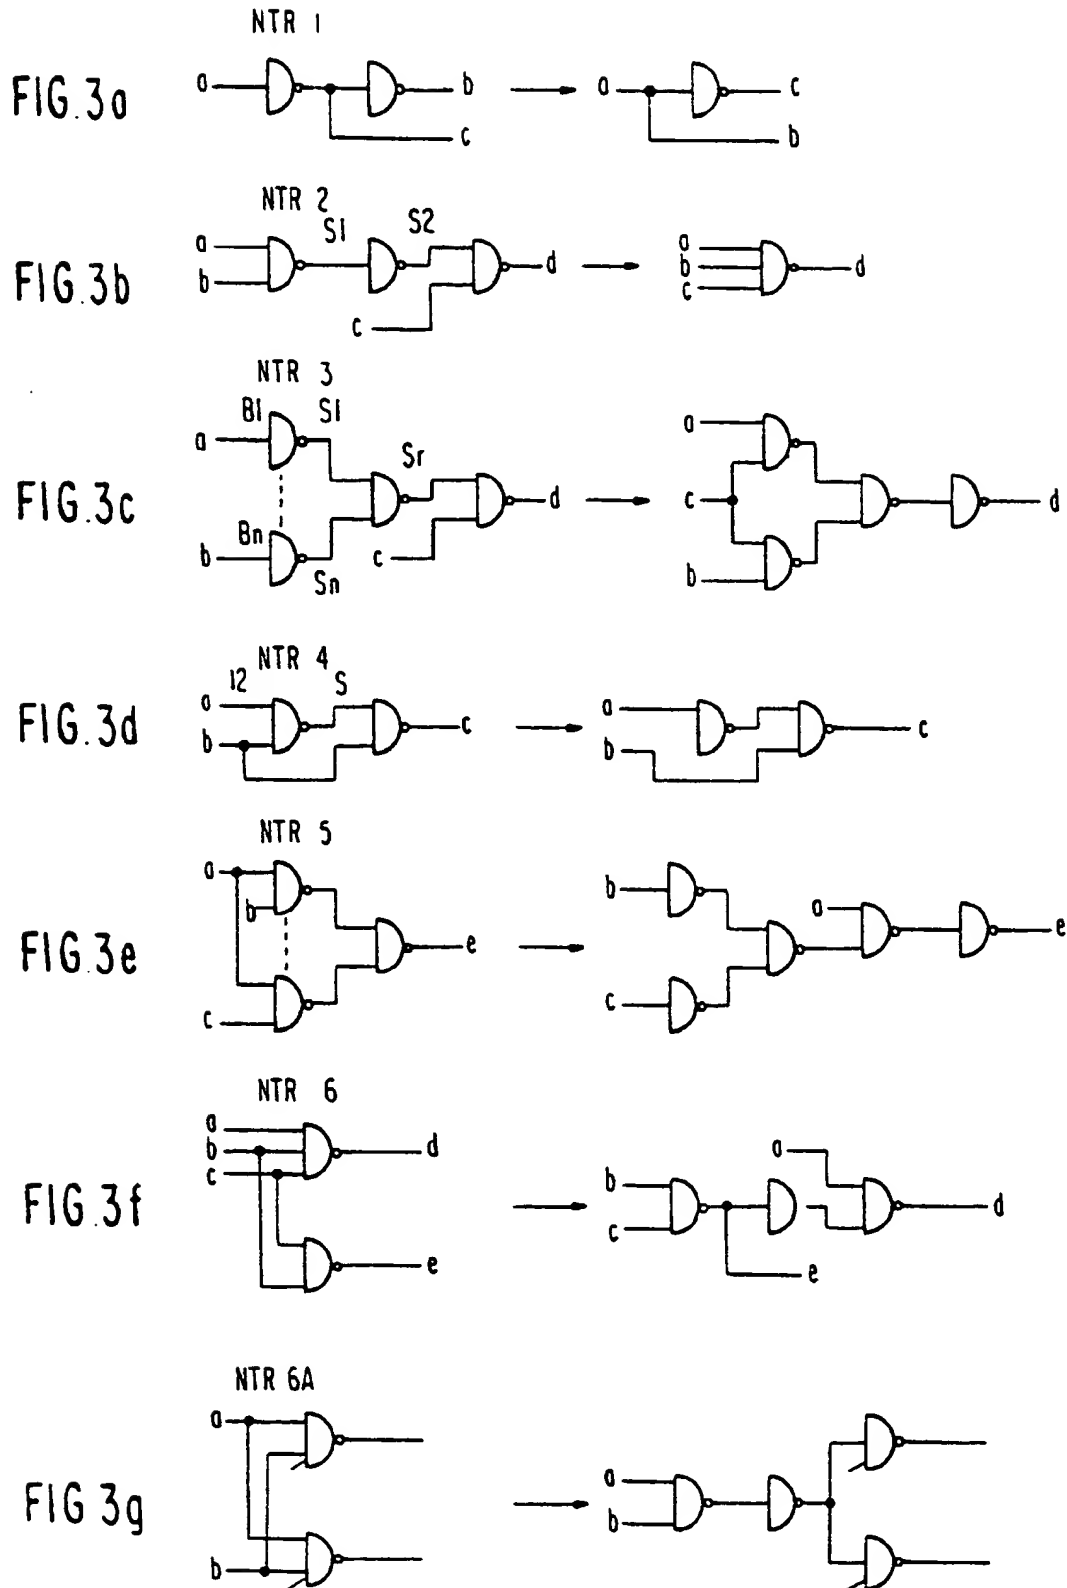 NTR 1
FIG.3a
a b c a c b
NTR 2
FIG.3b
a S1 S2 b d c a b c d
NTR 3
FIG.3c
B1 S1 a Sr d Bn b c Sn a c d b
NTR 4
FIG.3d
12 S a b c a b c
NTR 5
FIG.3e
a b e c b a e c
NTR 6
FIG.3f
a b c d e a b c d e
NTR 6A
FIG 3g
a b a b